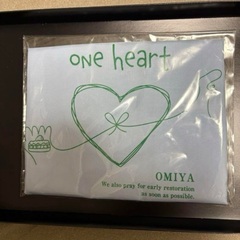 one heart
OMIYA
We also pray for early restoration
as soon as possible.